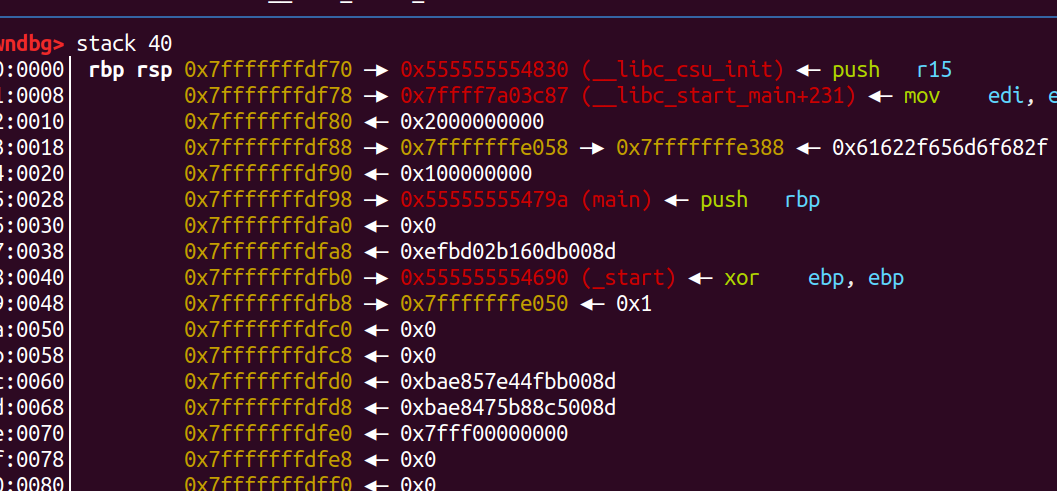 wndbg> stack 40
0:0000│ rbp rsp 0x7fffffffdf70 —▸ 0x555555554830 (__libc_csu_init) ◂— push r15
1:0008│ 0x7fffffffdf78 —▸ 0x7ffff7a03c87 (__libc_start_main+231) ◂— mov edi, e
2:0010│ 0x7fffffffdf80 ◂— 0x2000000000
3:0018│ 0x7fffffffdf88 —▸ 0x7fffffffe058 —▸ 0x7fffffffe388 ◂— 0x61622f656d6f682f
4:0020│ 0x7fffffffdf90 ◂— 0x100000000
5:0028│ 0x7fffffffdf98 —▸ 0x55555555479a (main) ◂— push rbp
6:0030│ 0x7fffffffdfa0 ◂— 0x0
7:0038│ 0x7fffffffdfa8 ◂— 0xefbd02b160db008d
8:0040│ 0x7fffffffdfb0 —▸ 0x555555554690 (_start) ◂— xor ebp, ebp
9:0048│ 0x7fffffffdfb8 —▸ 0x7fffffffe050 ◂— 0x1
a:0050│ 0x7fffffffdfc0 ◂— 0x0
b:0058│ 0x7fffffffdfc8 ◂— 0x0
c:0060│ 0x7fffffffdfd0 ◂— 0xbae857e44fbb008d
d:0068│ 0x7fffffffdfd8 ◂— 0xbae8475b88c5008d
e:0070│ 0x7fffffffdfe0 ◂— 0x7fff00000000
f:0078│ 0x7fffffffdfe8 ◂— 0x0
0:0080│ 0x7fffffffdff0 ◂— 0x0